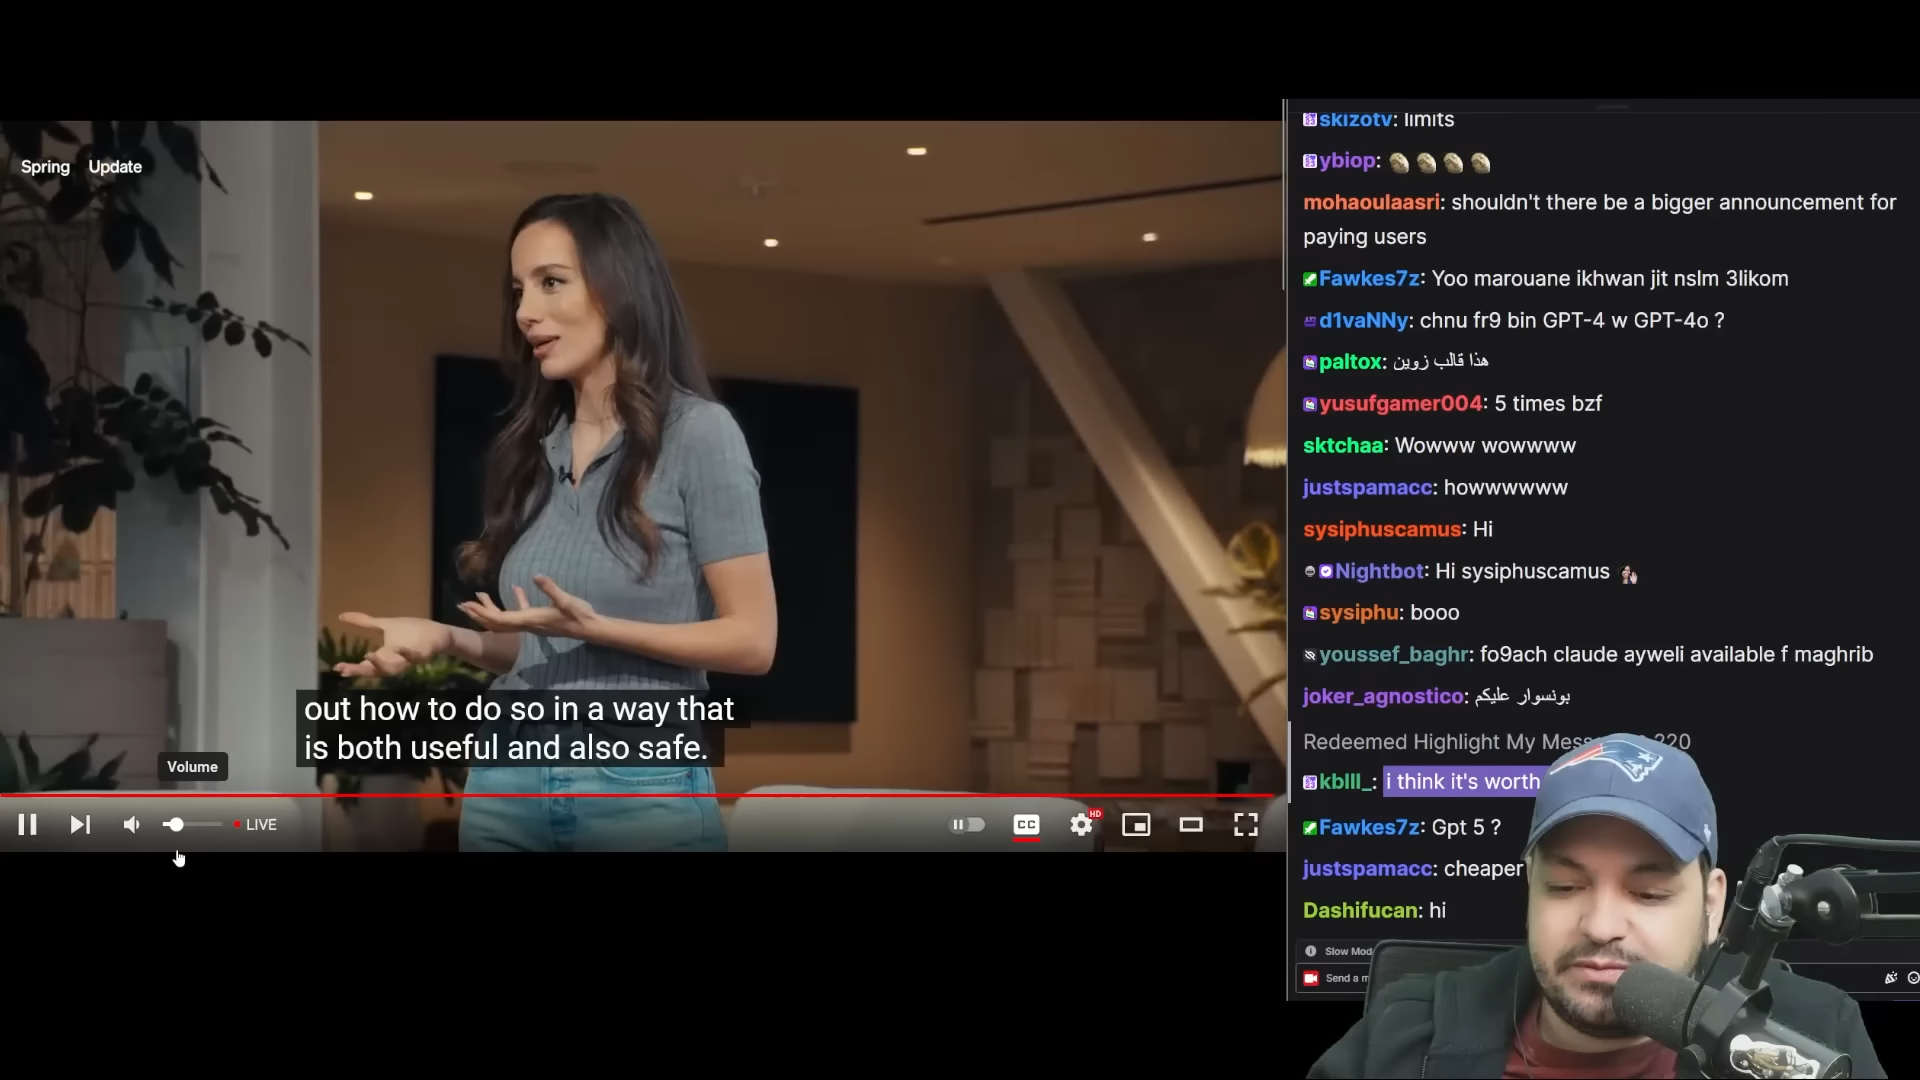 Spring Update
out how to do so in a way that
is both useful and also safe.
Volume
LIVE
CC
HD
skizotv: limits
ybiop:
mohaoulaasri: shouldn't there be a bigger announcement for
paying users
Fawkes7z: Yoo marouane ikhwan jit nslm 3likom
d1vaNNy: chnu fr9 bin GPT-4 w GPT-4o ?
paltox: هذا قالب زوين
yusufgamer004: 5 times bzf
sktchaa: Wowww wowwww
justspamacc: howwwwww
sysiphuscamus: Hi
Nightbot: Hi sysiphuscamus
sysiphu: booo
youssef_baghr: fo9ach claude ayweli available f maghrib
joker_agnostico: بونسوار عليكم
Redeemed Highlight My 220
kblll_: i think it's worth
Fawkes7z: Gpt 5 ?
justspamacc: cheaper
Dashifucan: hi
Slow
Send a